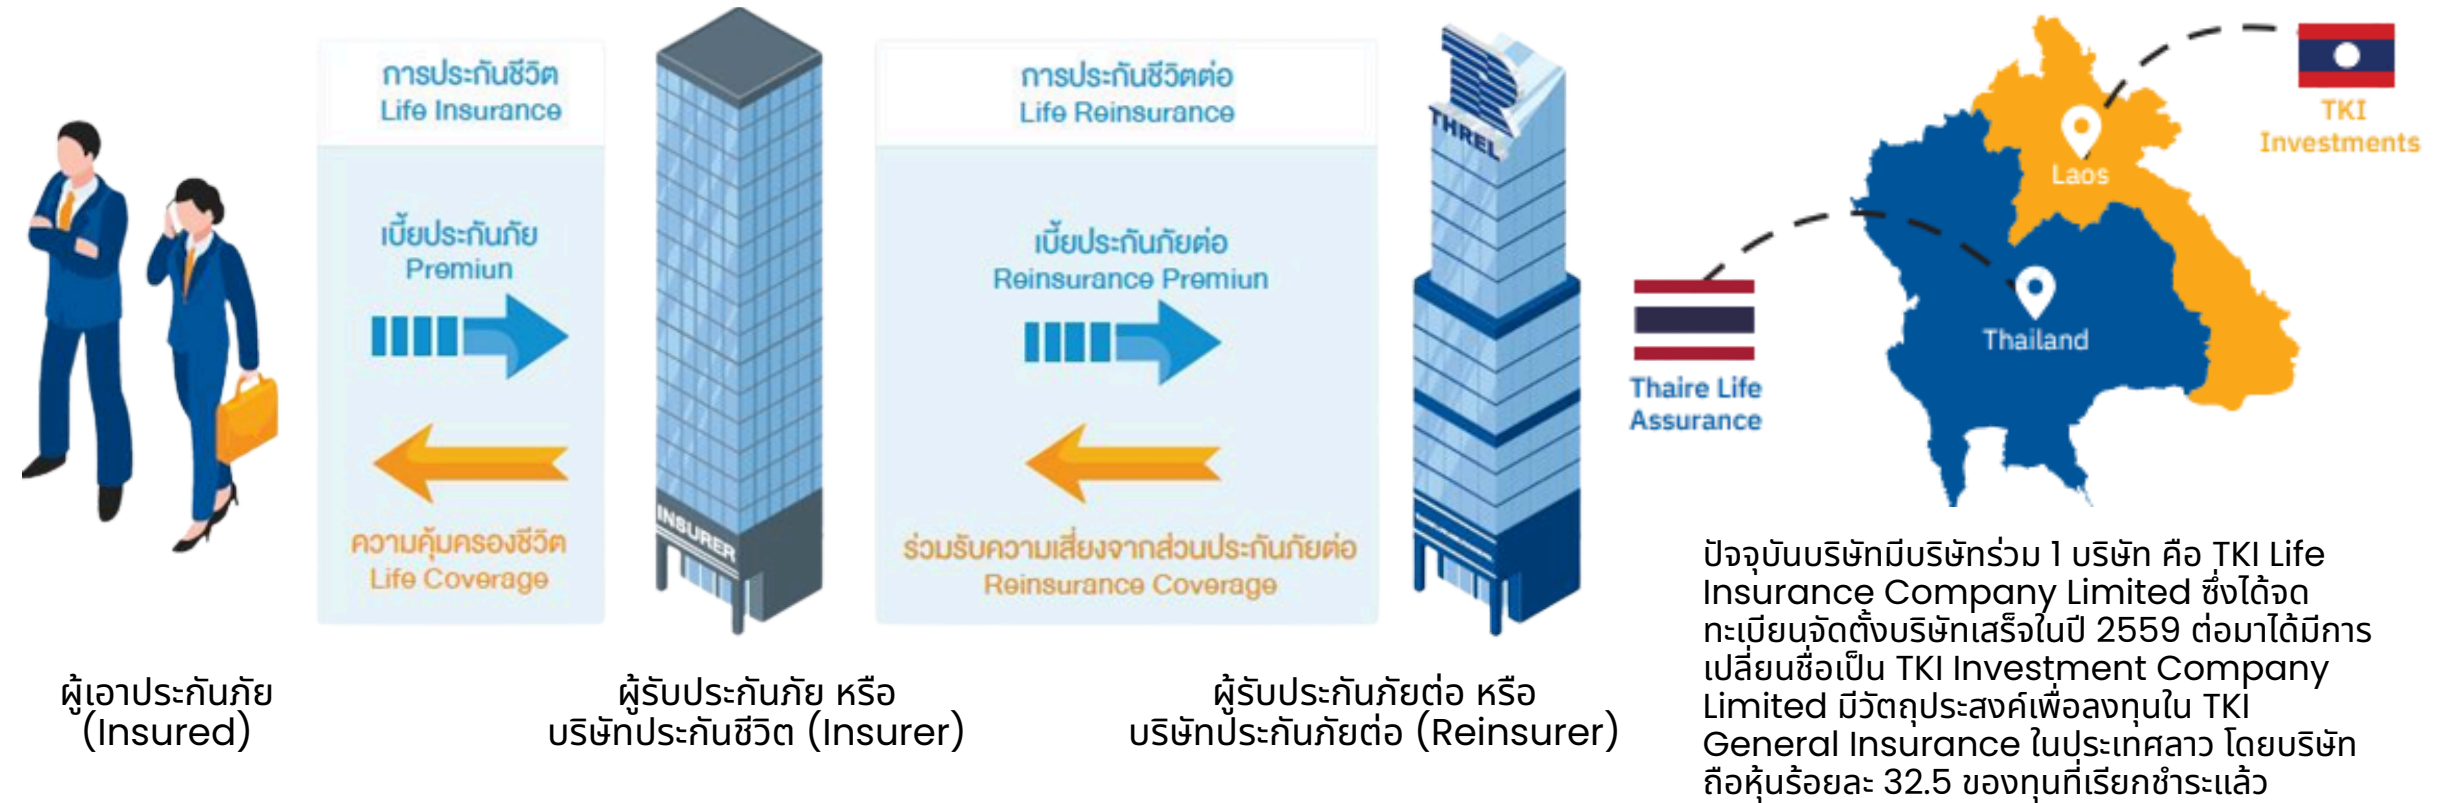 การประกันชีวิต
Life Insurance
เบี้ยประกันภัย
Premiun
ความคุ้มครองชีวิต
Life Coverage
INSURER
การประกันชีวิตต่อ
Life Reinsurance
เบี้ยประกันภัยต่อ
Reinsurance Premiun
ร่วมรับความเสี่ยงจากส่วนประกันภัยต่อ
Reinsurance Coverage
THREL
TKI
Investments
Laos
Thailand
Thaire Life
Assurance
ผู้เอาประกันภัย
(Insured)
ผู้รับประกันภัย หรือ
บริษัทประกันชีวิต (Insurer)
ผู้รับประกันภัยต่อ หรือ
บริษัทประกันภัยต่อ (Reinsurer)
ปัจจุบันบริษัทมีบริษัทร่วม 1 บริษัท คือ TKI Life
Insurance Company Limited ซึ่งได้จด
ทะเบียนจัดตั้งบริษัทเสร็จในปี 2559 ต่อมาได้มีการ
เปลี่ยนชื่อเป็น TKI Investment Company
Limited มีวัตถุประสงค์เพื่อลงทุนใน TKI
General Insurance ในประเทศลาว โดยบริษัท
ถือหุ้นร้อยละ 32.5 ของทุนที่เรียกชำระแล้ว